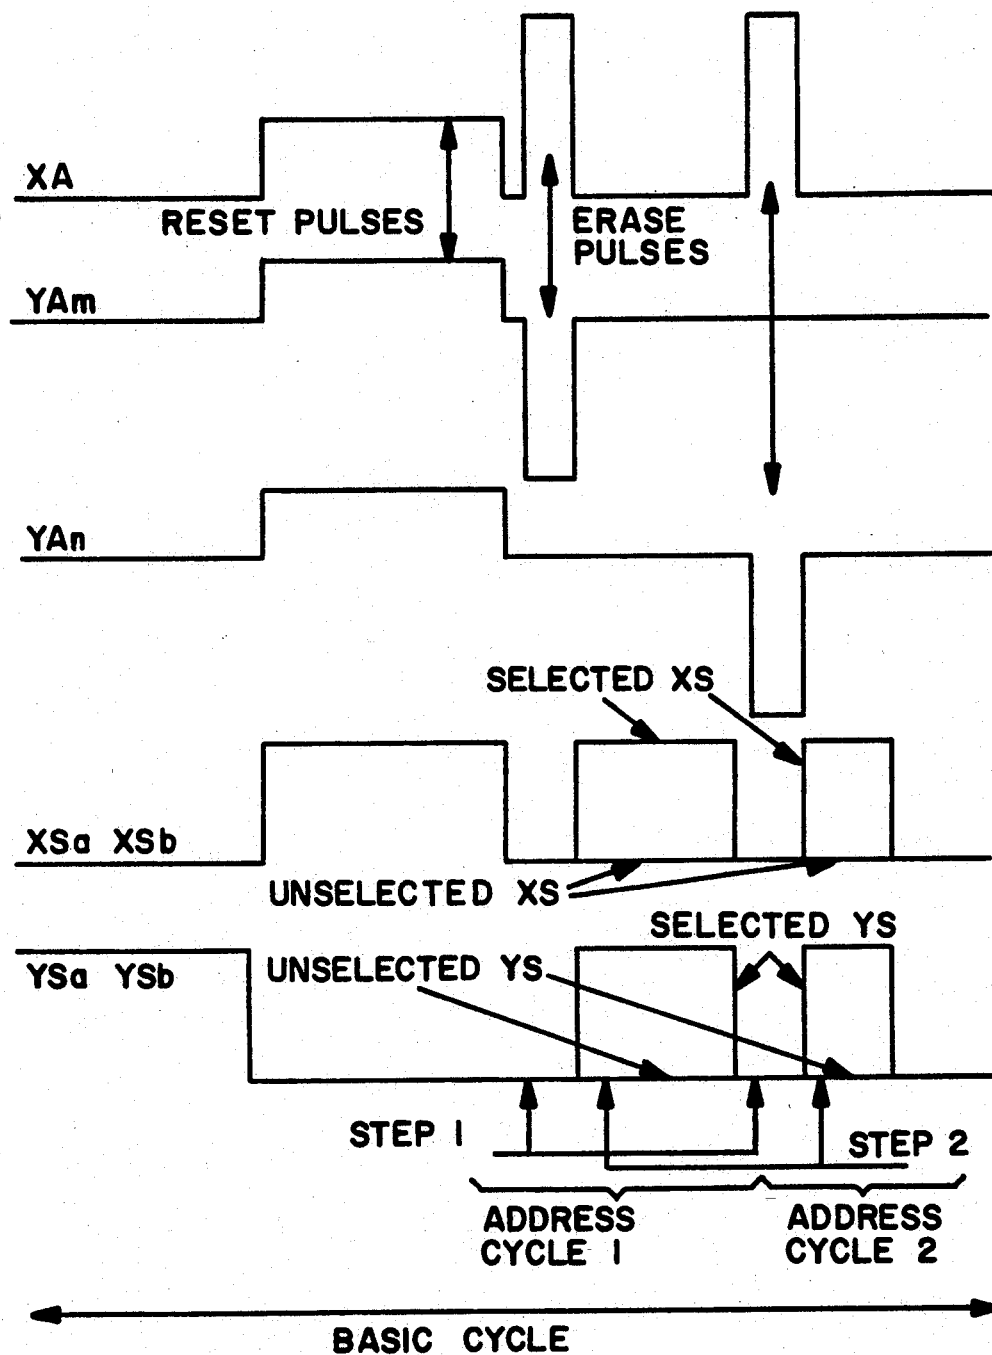 XA
RESET PULSES
ERASE
PULSES
YAm
YAn
SELECTED XS
XSa XSb
UNSELECTED XS
SELECTED YS
YSa YSb
UNSELECTED YS
STEP 1
STEP 2
ADDRESS
CYCLE 1
ADDRESS
CYCLE 2
BASIC CYCLE